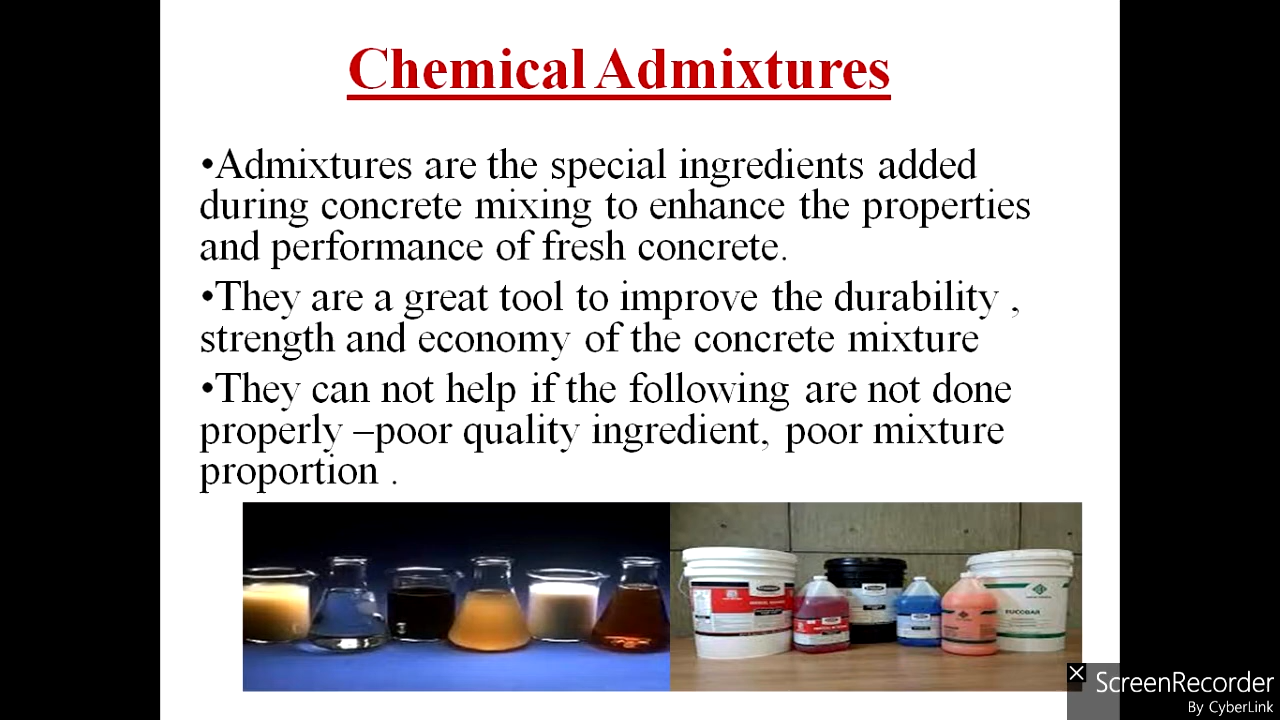 Chemical Admixtures
•Admixtures are the special ingredients added
during concrete mixing to enhance the properties
and performance of fresh concrete.
•They are a great tool to improve the durability ,
strength and economy of the concrete mixture
•They can not help if the following are not done
properly –poor quality ingredient, poor mixture
proportion .
EUCOBAR
ScreenRecorder
By CyberLink